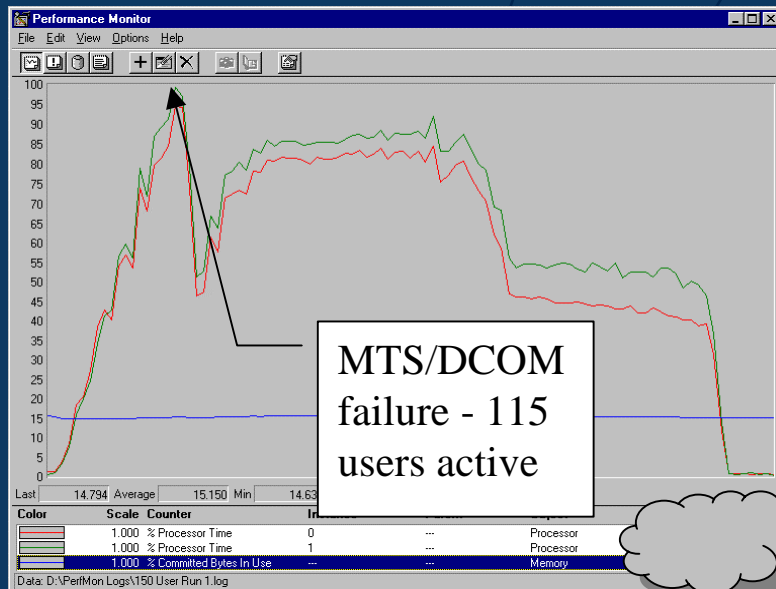 Performance Monitor
File Edit View Options Help
100
95
90
85
80
75
70
65
60
55
50
45
40
35
30
25
20
15
10
5
0
MTS/DCOM
failure - 115
users active
Last 14.794 Average 15.150 Min 14.63
Color Scale Counter
1.000 % Processor Time 0 --- Processor
1.000 % Processor Time 1 --- Processor
1.000 % Committed Bytes In Use --- --- Memory
Data: D:\PerfMon Logs\150 User Run 1.log